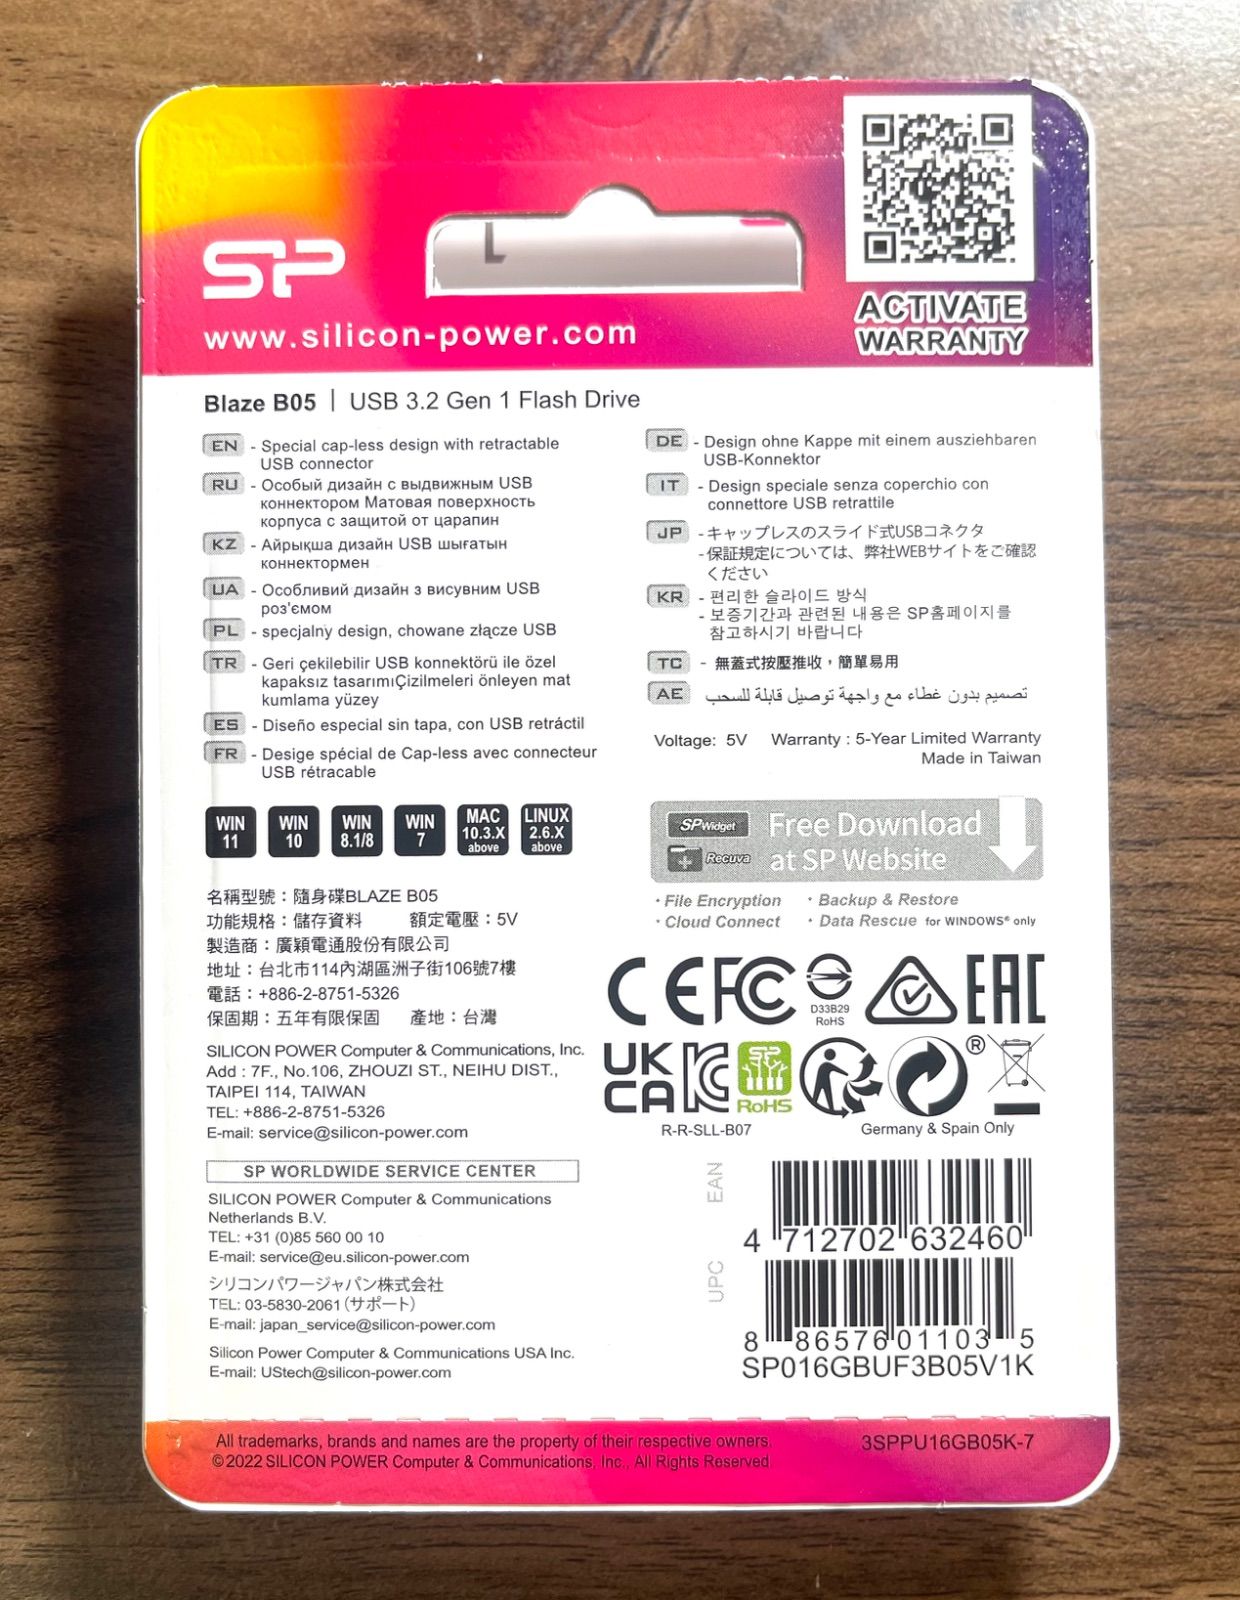 SP
www.silicon-power.com
ACTIVATE
WARRANTY
Blaze B05 | USB 3.2 Gen 1 Flash Drive
EN - Special cap-less design with retractable
USB connector
RU - Особый дизайн с выдвижным USB
коннектором Матовая поверхность
корпуса с защитой от царапин
KZ - Айрықша дизайн USB шығатын
коннектормен
UA - Особливий дизайн з висувним USB
роз'ємом
PL - specjalny design, chowane złącze USB
TR - Geri çekilebilir USB konnektörü ile özel
kapaksız tasarımıÇizilmeleri önleyen mat
kumlama yüzey
ES - Diseño especial sin tapa, con USB retráctil
FR - Desige spécial de Cap-less avec connecteur
USB rétracable
DE - Design ohne Kappe mit einem ausziehbaren
USB-Konnektor
IT - Design speciale senza coperchio con
connettore USB retrattile
JP - キャップレスのスライド式USBコネクタ
- 保証規定については、弊社WEBサイトをご確認
ください
KR - 편리한 슬라이드 방식
- 보증기간과 관련된 내용은 SP홈페이지를
참고하시기 바랍니다
TC - 無蓋式按壓推收，簡單易用
AE تصميم بدون غطاء مع واجهة توصيل قابلة للسحب
Voltage: 5V Warranty : 5-Year Limited Warranty
Made in Taiwan
WIN 11
WIN 10
WIN 8.1/8
WIN 7
MAC 10.3.X above
LINUX 2.6.X above
SP Widget
Recuva
Free Download
at SP Website
· File Encryption · Backup & Restore
· Cloud Connect · Data Rescue for WINDOWS® only
名稱型號：隨身碟BLAZE B05
功能規格：儲存資料 額定電壓：5V
製造商：廣穎電通股份有限公司
地址：台北市114內湖區洲子街106號7樓
電話：+886-2-8751-5326
保固期：五年有限保固 產地：台灣
SILICON POWER Computer & Communications, Inc.
Add : 7F., No.106, ZHOUZI ST., NEIHU DIST.,
TAIPEI 114, TAIWAN
TEL: +886-2-8751-5326
E-mail: service@silicon-power.com
CE FC D33B29 RoHS EAC
UK CA KC SP RoHS ®
R-R-SLL-B07
Germany & Spain Only
SP WORLDWIDE SERVICE CENTER
SILICON POWER Computer & Communications
Netherlands B.V.
TEL: +31 (0)85 560 00 10
E-mail: service@eu.silicon-power.com
シリコンパワージャパン株式会社
TEL: 03-5830-2061（サポート）
E-mail: japan_service@silicon-power.com
Silicon Power Computer & Communications USA Inc.
E-mail: UStech@silicon-power.com
EAN
4 712702 632460
UPC
8 86576 01103 5
SP016GBUF3B05V1K
All trademarks, brands and names are the property of their respective owners.
©2022 SILICON POWER Computer & Communications, Inc., All Rights Reserved
3SPPU16GB05K-7